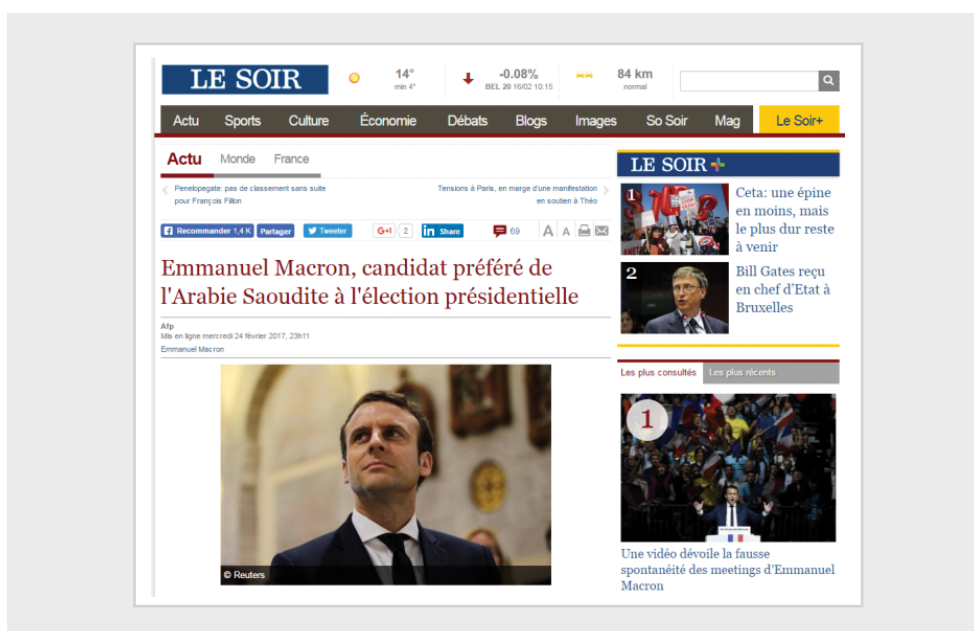 LE SOIR
14°
min 4°
-0.08%
BEL 20 16/02 10:15
84 km
normal
Actu Sports Culture Économie Débats Blogs Images So Soir Mag Le Soir+
Actu Monde France
Penelopegate: pas de classement sans suite
pour François Fillon
Tensions à Paris, en marge d'une manifestation
en soutien à Théo
Recommander 1,4 K Partager Tweeter G+1 2 in Share 69 A A
Emmanuel Macron, candidat préféré de
l'Arabie Saoudite à l'élection présidentielle
Afp
Mis en ligne mercredi 24 février 2017, 23h11
Emmanuel Macron
© Reuters
LE SOIR +
1
Ceta: une épine
en moins, mais
le plus dur reste
à venir
2
Bill Gates reçu
en chef d'Etat à
Bruxelles
Les plus consultés Les plus récents
1
Une vidéo dévoile la fausse
spontanéité des meetings d'Emmanuel
Macron